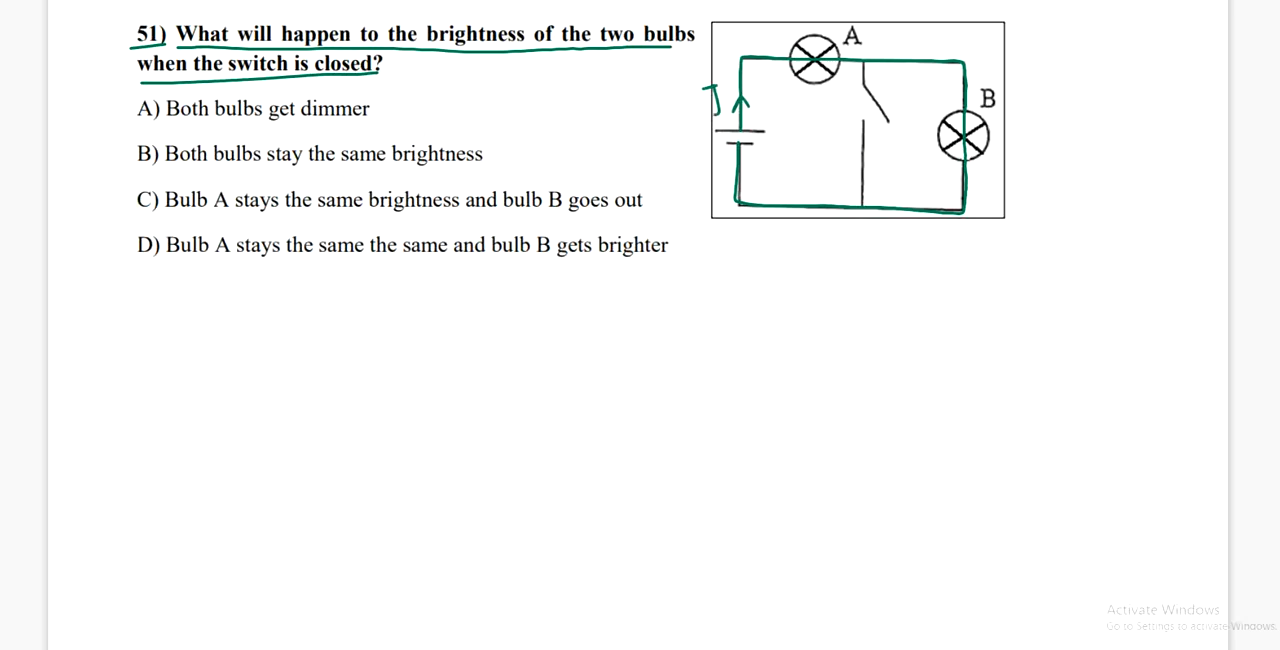 51) What will happen to the brightness of the two bulbs
when the switch is closed?
A) Both bulbs get dimmer
B) Both bulbs stay the same brightness
C) Bulb A stays the same brightness and bulb B goes out
D) Bulb A stays the same the same and bulb B gets brighter
A
B
I
Activate Windows
Go to Settings to activate Windows.